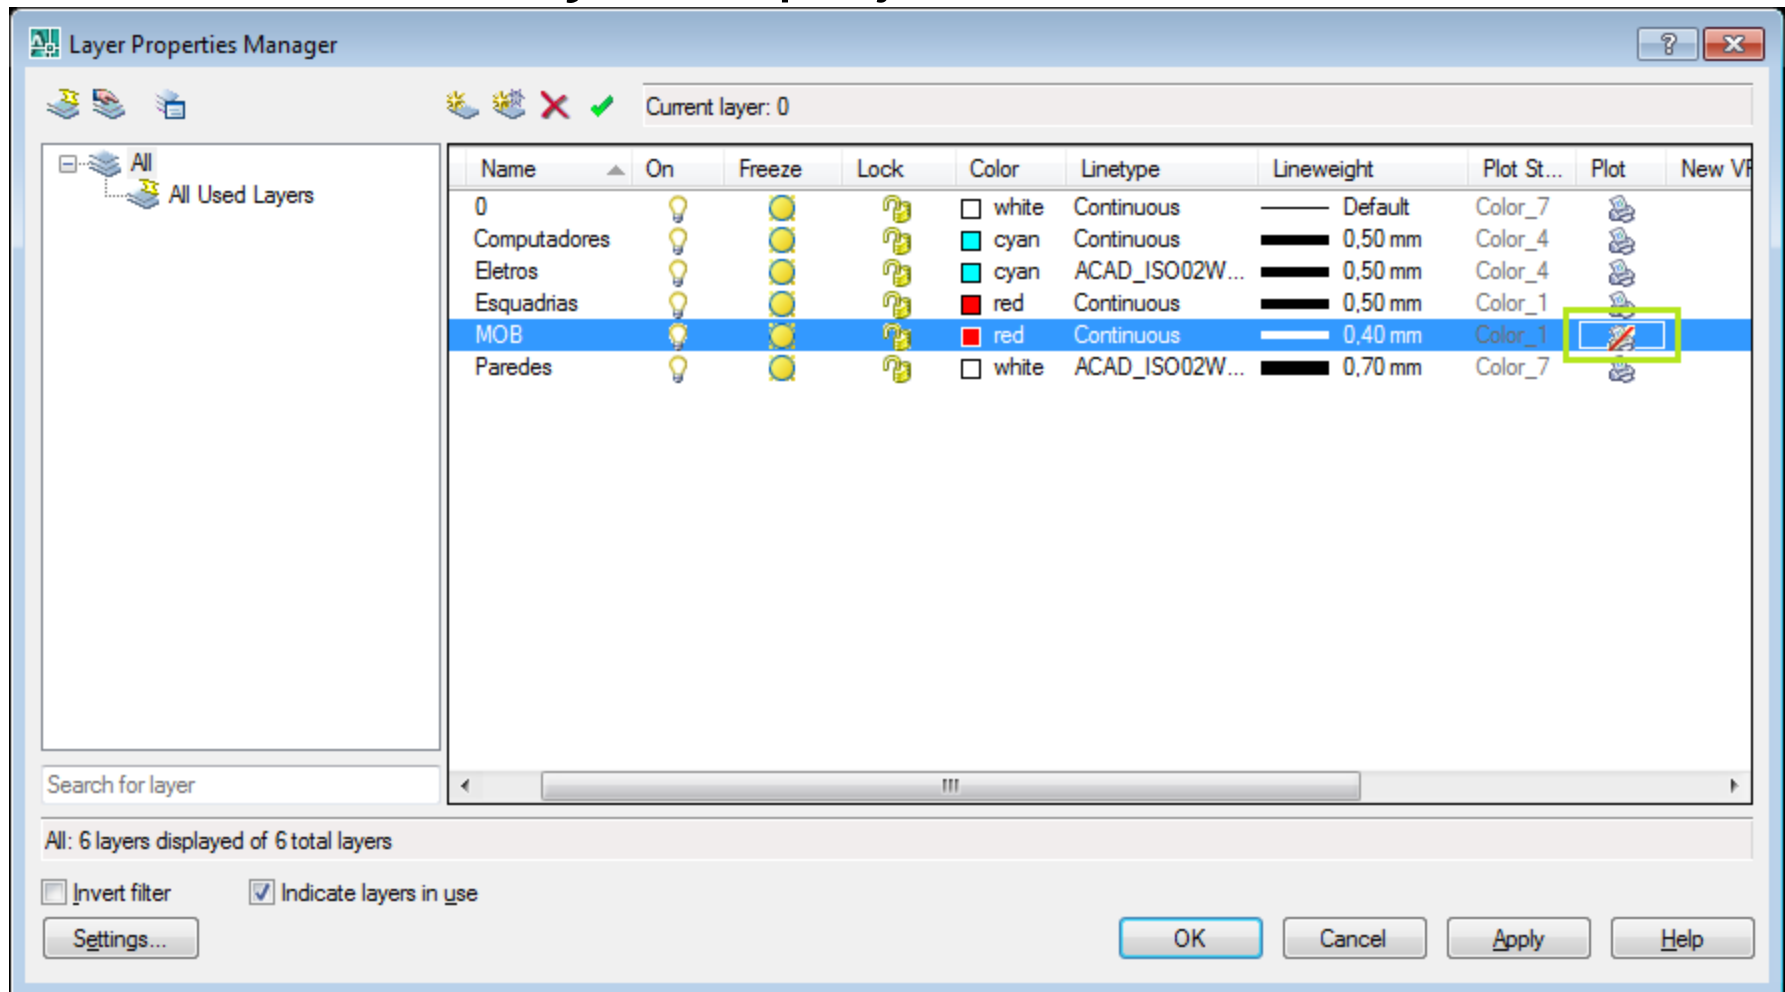 Layer Properties Manager
Current layer: 0
All
All Used Layers
Name On Freeze Lock Color Linetype Lineweight Plot St... Plot New VP
0 white Continuous Default Color_7
Computadores cyan Continuous 0,50 mm Color_4
Eletros cyan ACAD_ISO02W... 0,50 mm Color_4
Esquadrias red Continuous 0,50 mm Color_1
MOB red Continuous 0,40 mm Color_1
Paredes white ACAD_ISO02W... 0,70 mm Color_7
Search for layer
All: 6 layers displayed of 6 total layers
Invert filter Indicate layers in use
Settings... OK Cancel Apply Help